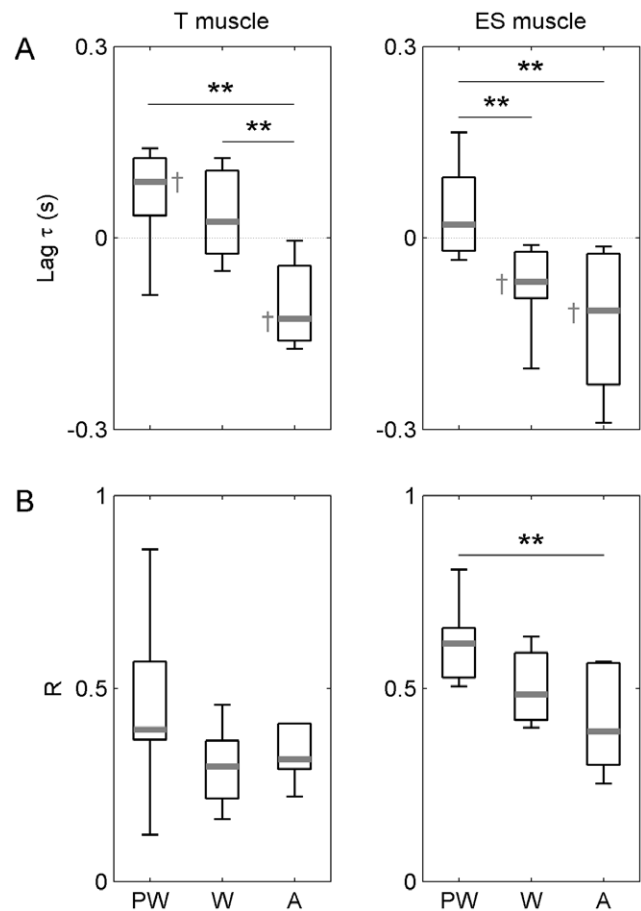 T muscle ES muscle
A
0.3 0.3
** **
** **
†
Lag τ (s)
0 0
† †
†
-0.3 -0.3
B
1 1
**
R
0.5 0.5
0 0
PW W A PW W A